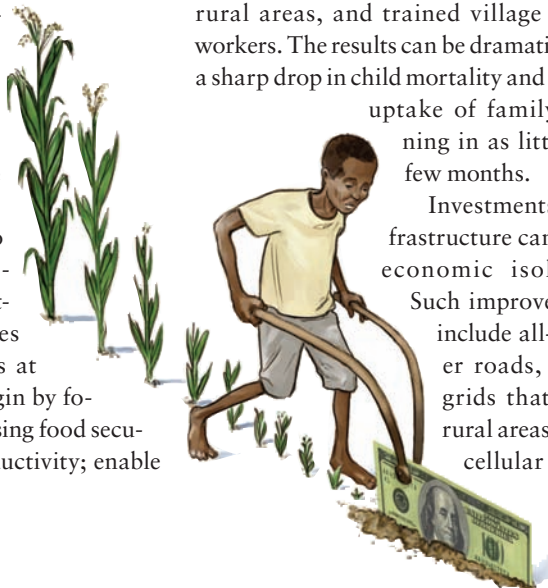 o
-
t-
es
s at
gin by fo-
sing food secu-
ductivity; enable
rural areas, and trained village
workers. The results can be dramati
a sharp drop in child mortality and
uptake of family
ning in as litt
few months.
Investments
frastructure can
economic isol
Such improve
include all-
er roads,
grids that
rural areas
cellular
100